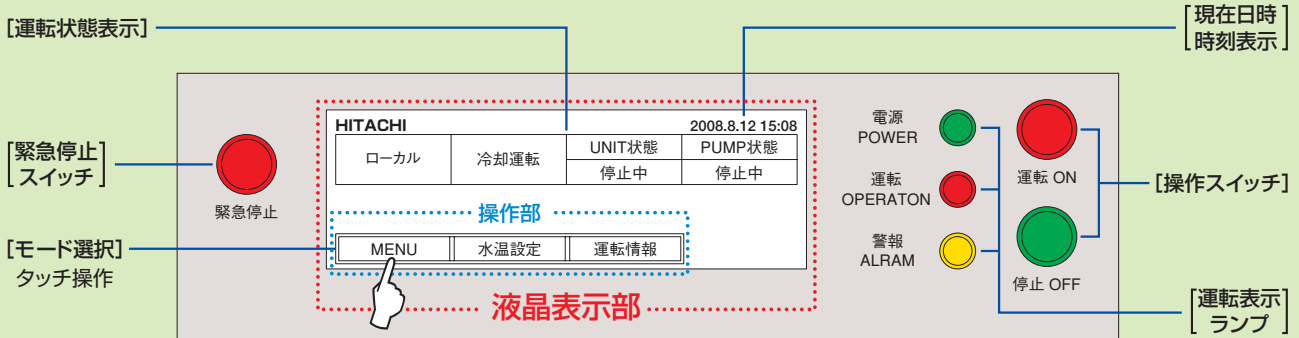 [運転状態表示]
[現在日時
時刻表示]
HITACHI
2008.8.12 15:08
ローカル
冷却運転
UNIT状態
PUMP状態
停止中
停止中
操作部
MENU
水温設定
運転情報
液晶表示部
[緊急停止
スイッチ]
緊急停止
[モード選択]
タッチ操作
電源
POWER
運転
OPERATON
警報
ALRAM
運転 ON
停止 OFF
[操作スイッチ]
[運転表示
ランプ]